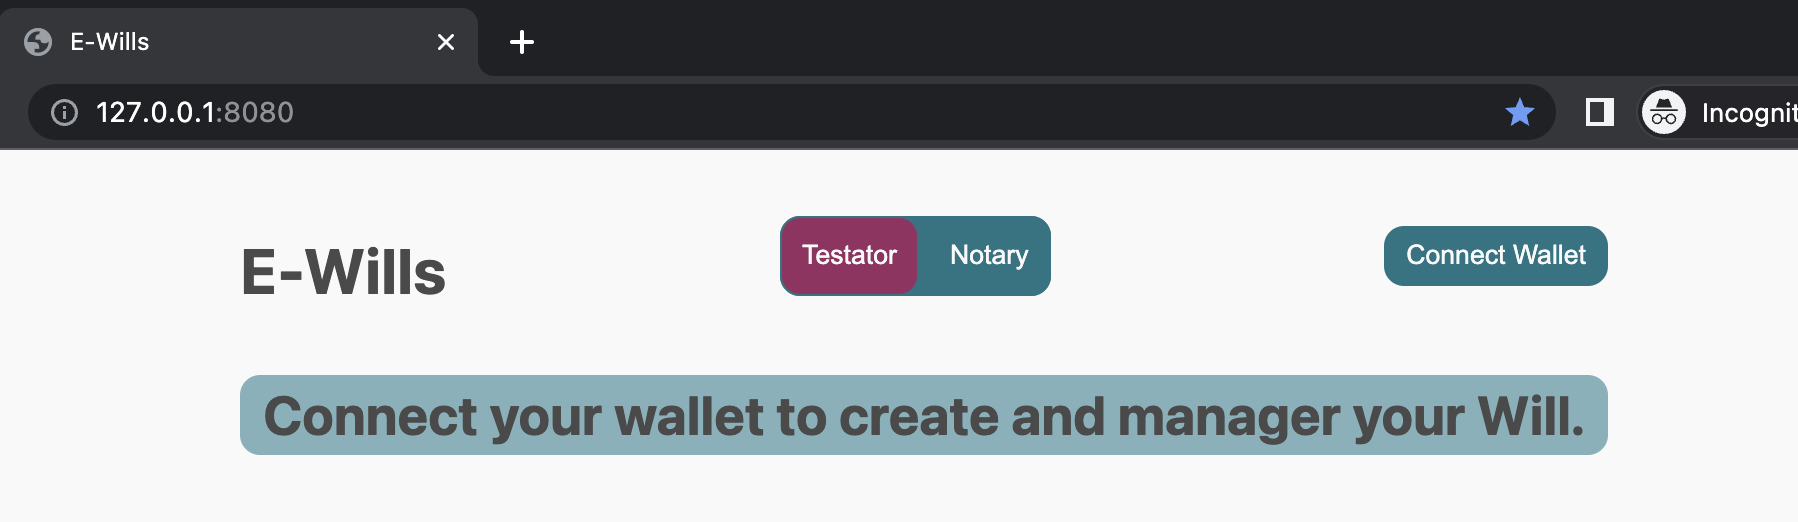 E-Wills
127.0.0.1:8080
Incognit
E-Wills
Testator
Notary
Connect Wallet
Connect your wallet to create and manager your Will.